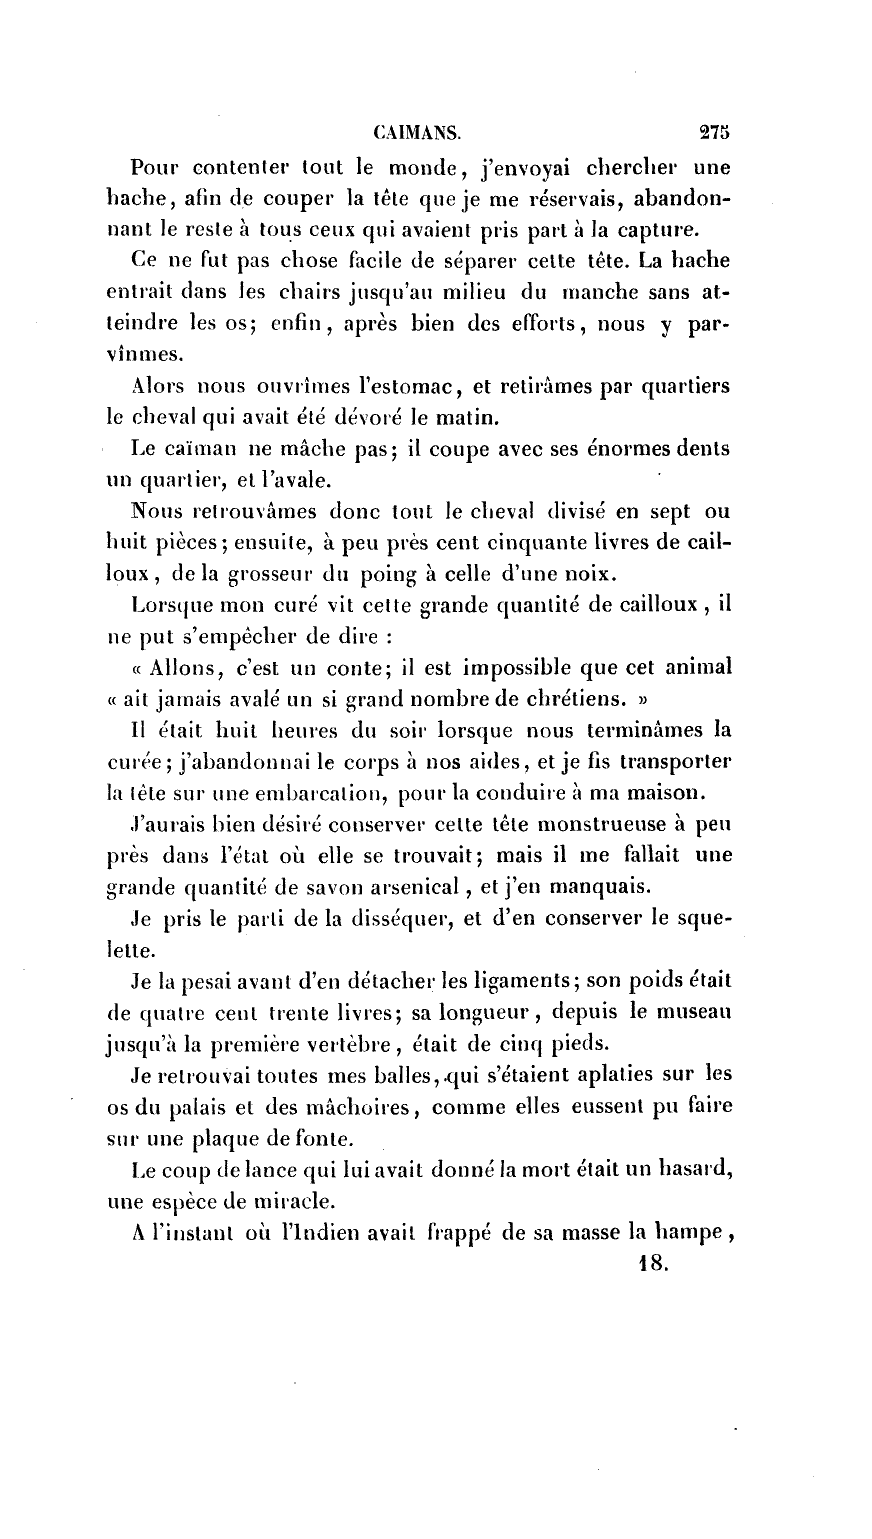 CAIMANS. 275
Pour contenter tout le monde, j'envoyai chercher une
hache, afin de couper la tête que je me réservais, abandon-
nant le reste à tous ceux qui avaient pris part à la capture.
Ce ne fut pas chose facile de séparer cette tête. La hache
entrait dans les chairs jusqu'au milieu du manche sans at-
teindre les os; enfin, après bien des efforts, nous y par-
vînmes.
Alors nous ouvrîmes l'estomac, et retirâmes par quartiers
le cheval qui avait été dévoré le matin.
Le caïman ne mâche pas; il coupe avec ses énormes dents
un quartier, et l'avale.
Nous retrouvâmes donc tout le cheval divisé en sept ou
huit pièces; ensuite, à peu près cent cinquante livres de cail-
loux, de la grosseur du poing à celle d'une noix.
Lorsque mon curé vit cette grande quantité de cailloux, il
ne put s'empêcher de dire :
« Allons, c'est un conte; il est impossible que cet animal
« ait jamais avalé un si grand nombre de chrétiens. »
Il était huit heures du soir lorsque nous terminâmes la
curée; j'abandonnai le corps à nos aides, et je fis transporter
la tête sur une embarcation, pour la conduire à ma maison.
J'aurais bien désiré conserver cette tête monstrueuse à peu
près dans l'état où elle se trouvait; mais il me fallait une
grande quantité de savon arsenical, et j'en manquais.
Je pris le parti de la disséquer, et d'en conserver le sque-
lette.
Je la pesai avant d'en détacher les ligaments; son poids était
de quatre cent trente livres; sa longueur, depuis le museau
jusqu'à la première vertèbre, était de cinq pieds.
Je retrouvai toutes mes balles, qui s'étaient aplaties sur les
os du palais et des mâchoires, comme elles eussent pu faire
sur une plaque de fonte.
Le coup de lance qui lui avait donné la mort était un hasard,
une espèce de miracle.
A l'instant où l'Indien avait frappé de sa masse la hampe,
18.